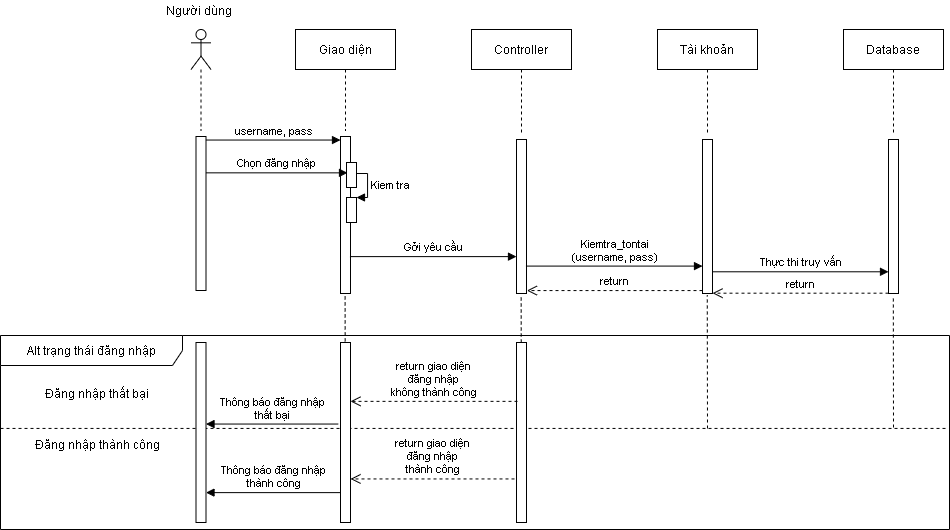 Người dùng
Giao diện
Controller
Tài khoản
Database
username, pass
Chọn đăng nhập
Kiem tra
Gởi yêu cầu
Kiemtra_tontai
(username, pass)
Thực thi truy vấn
return
return
Alt trạng thái đăng nhập
Đăng nhập thất bại
return giao diện
đăng nhập
không thành công
Thông báo đăng nhập
thất bại
Đăng nhập thành công
return giao diện
đăng nhập
thành công
Thông báo đăng nhập
thành công